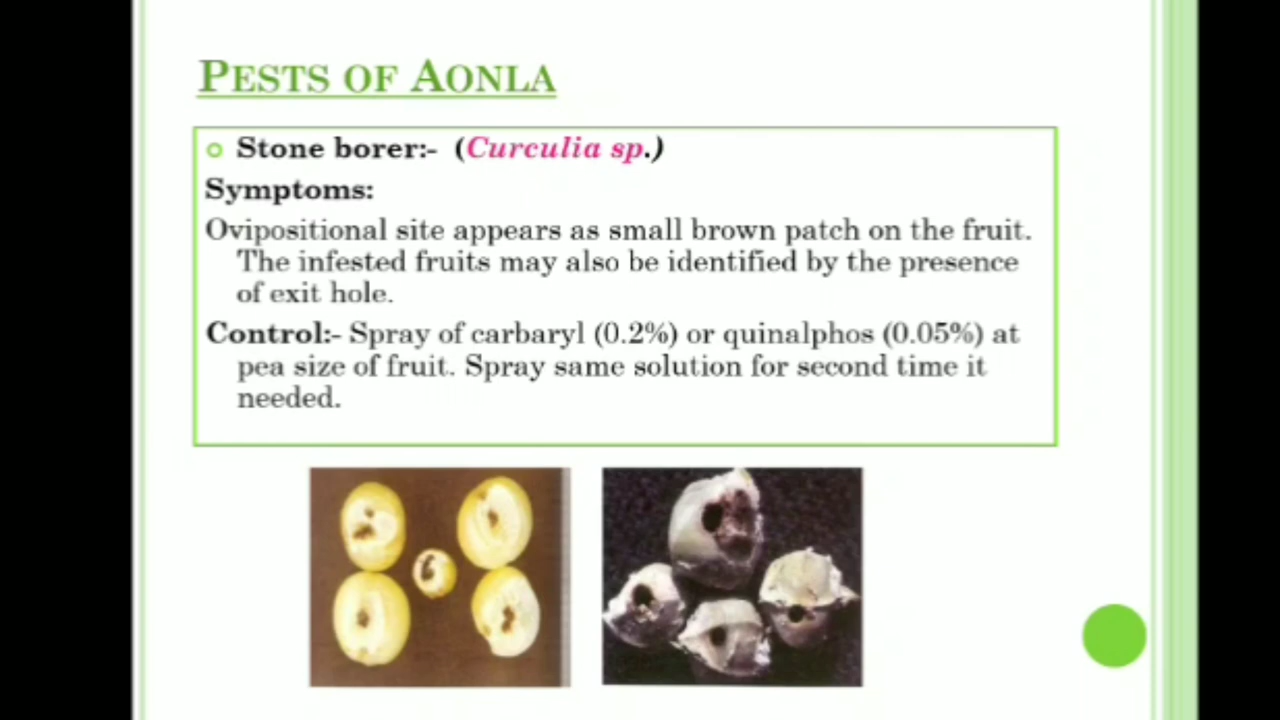 PESTS OF AONLA
Stone borer:- (Curculia sp.)
Symptoms:
Ovipositional site appears as small brown patch on the fruit.
The infested fruits may also be identified by the presence
of exit hole.
Control:- Spray of carbaryl (0.2%) or quinalphos (0.05%) at
pea size of fruit. Spray same solution for second time it
needed.